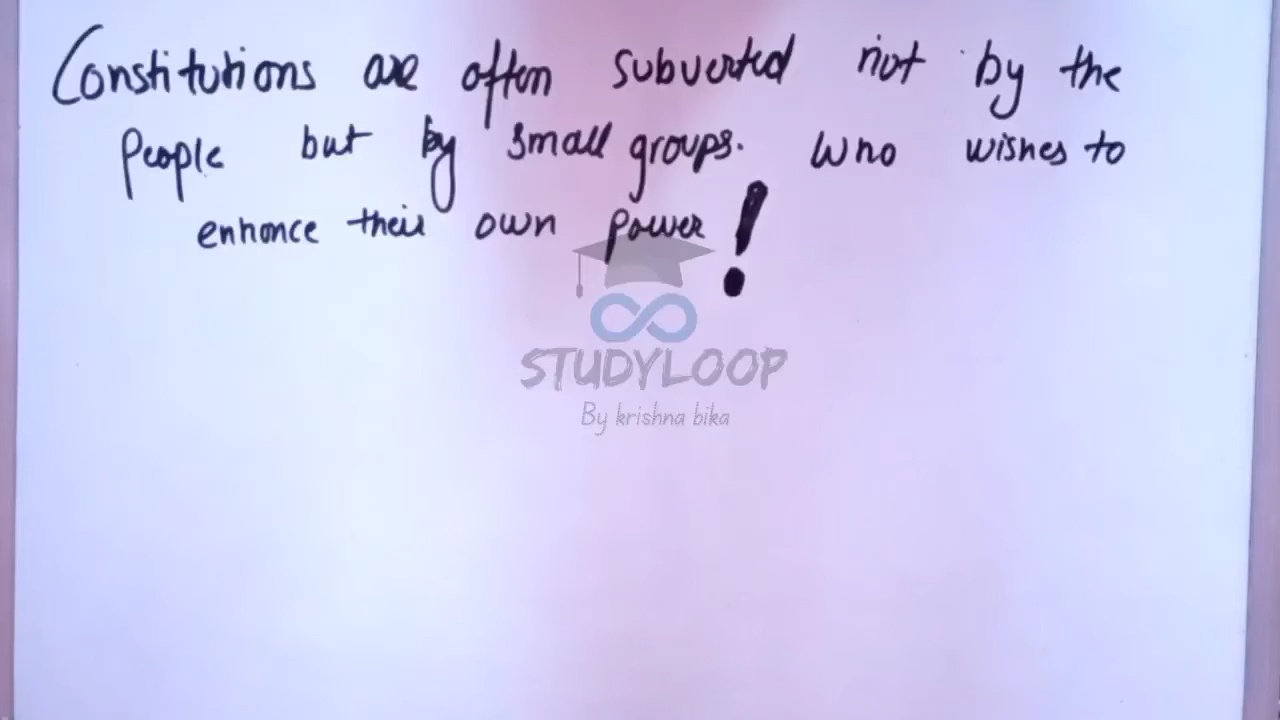 Constitutions are often subverted not by the
People but by small groups. Who wishes to
enhance their own power !
STUDYLOOP
By krishna bika